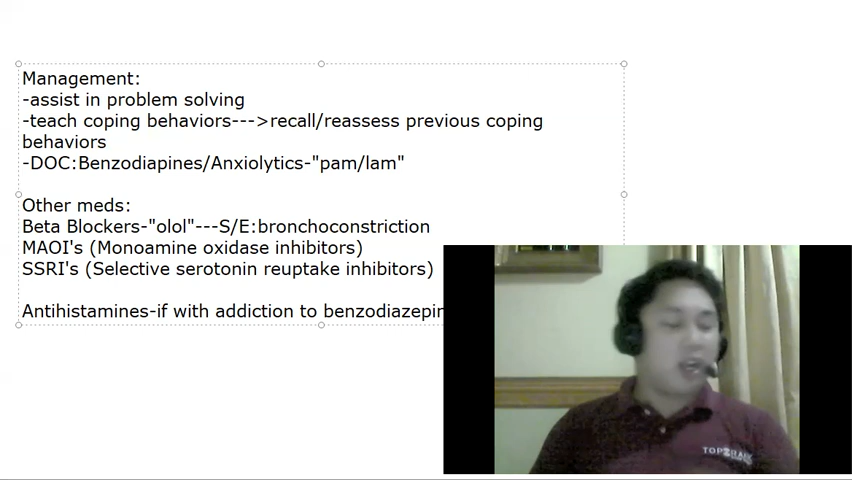 Management:
-assist in problem solving
-teach coping behaviors--->recall/reassess previous coping
behaviors
-DOC:Benzodiapines/Anxiolytics-"pam/lam"
Other meds:
Beta Blockers-"olol"---S/E:bronchoconstriction
MAOI's (Monoamine oxidase inhibitors)
SSRI's (Selective serotonin reuptake inhibitors)
Antihistamines-if with addiction to